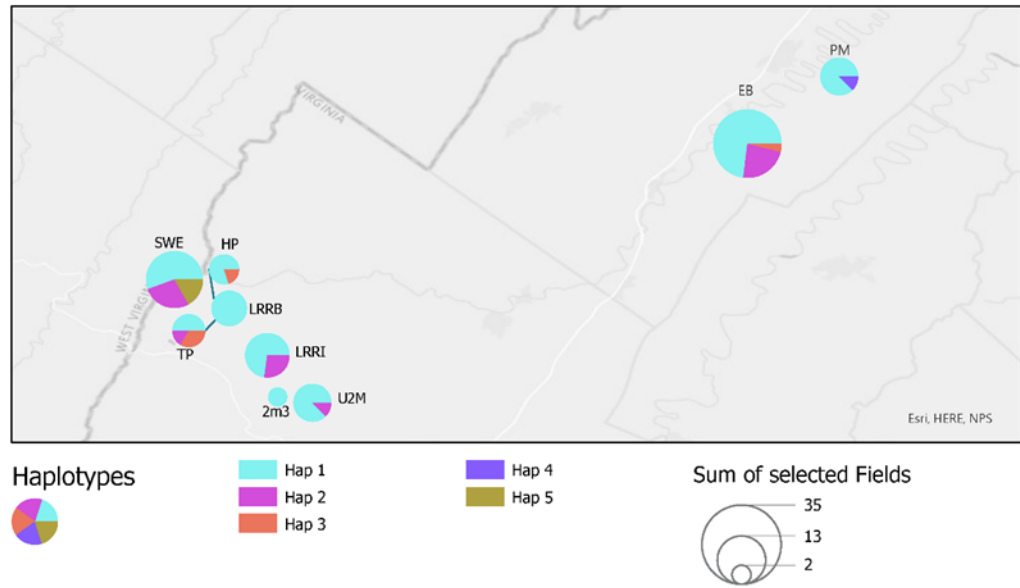 PM
EB
VIRGINIA
SWE
HP
LRRB
WEST VIRGIN
TP
LRRI
2m3
U2M
Esri, HERE, NPS
Haplotypes
Hap 1
Hap 2
Hap 3
Hap 4
Hap 5
Sum of selected Fields
35
13
2